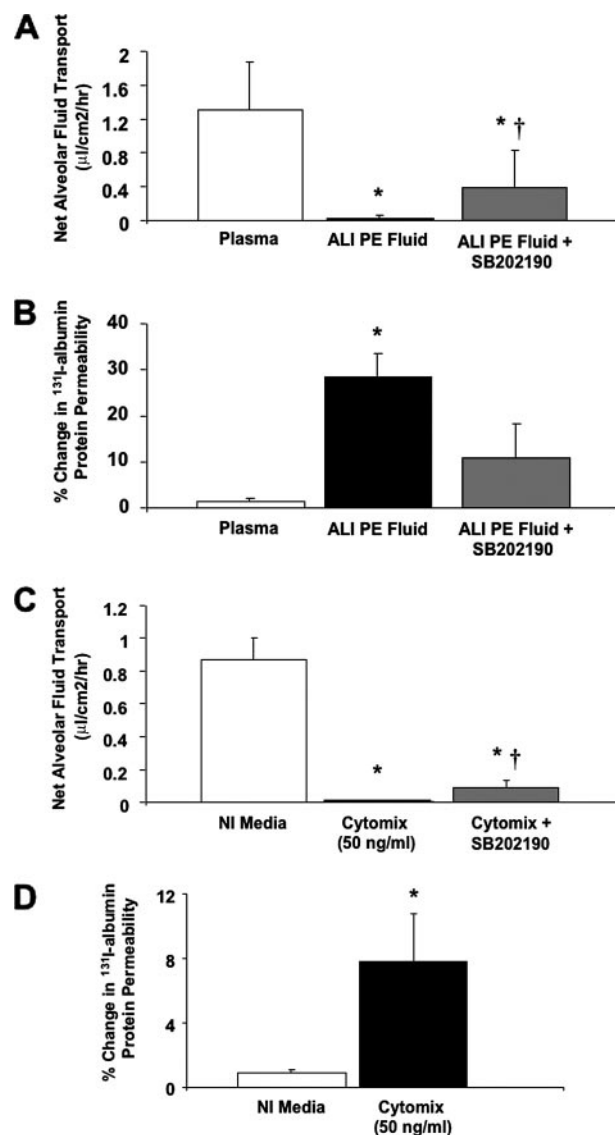 A
Net Alveolar Fluid Transport
(μl/cm2/hr)
2
1.6
1.2
0.8
0.4
0
*
* †
Plasma
ALI PE Fluid
ALI PE Fluid +
SB202190
B
% Change in ¹³¹I-albumin
Protein Permeability
40
30
20
10
0
*
Plasma
ALI PE Fluid
ALI PE Fluid +
SB202190
C
Net Alveolar Fluid Transport
(μl/cm2/hr)
1.2
1
0.8
0.6
0.4
0.2
0
*
* †
NI Media
Cytomix
(50 ng/ml)
Cytomix +
SB202190
D
% Change in ¹³¹I-albumin
Protein Permeability
12
8
4
0
*
NI Media
Cytomix
(50 ng/ml)